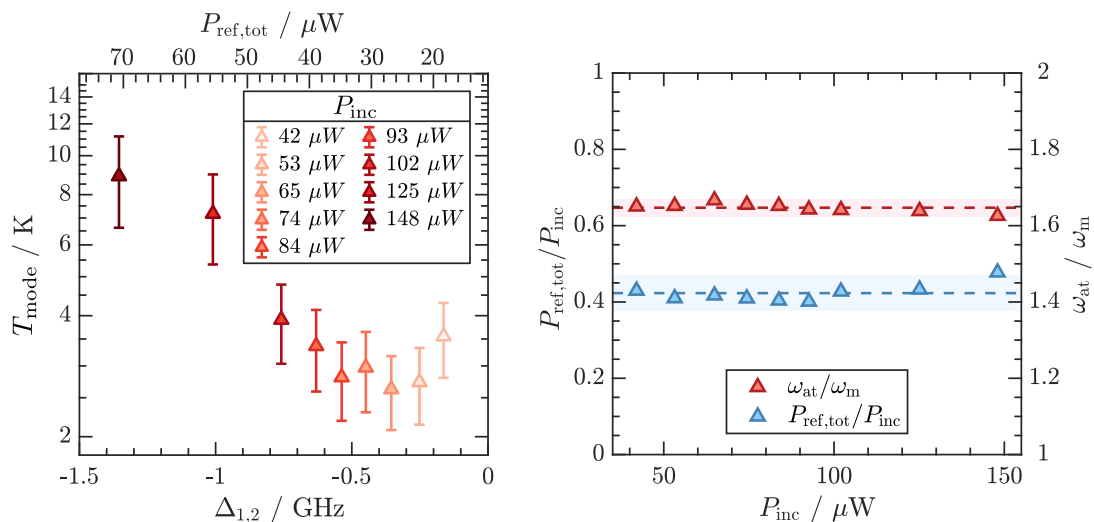 P_ref,tot / μW
70 60 50 40 30 20
14
12
10
8
6
4
2
T_mode / K
P_inc
42 μW 93 μW
53 μW 102 μW
65 μW 125 μW
74 μW 148 μW
84 μW
-1.5 -1 -0.5 0
Δ_1,2 / GHz
1
0.8
0.6
0.4
0.2
0
P_ref,tot/P_inc
2
1.8
1.6
1.4
1.2
1
ω_at / ω_m
ω_at/ω_m
P_ref,tot/P_inc
50 100 150
P_inc / μW